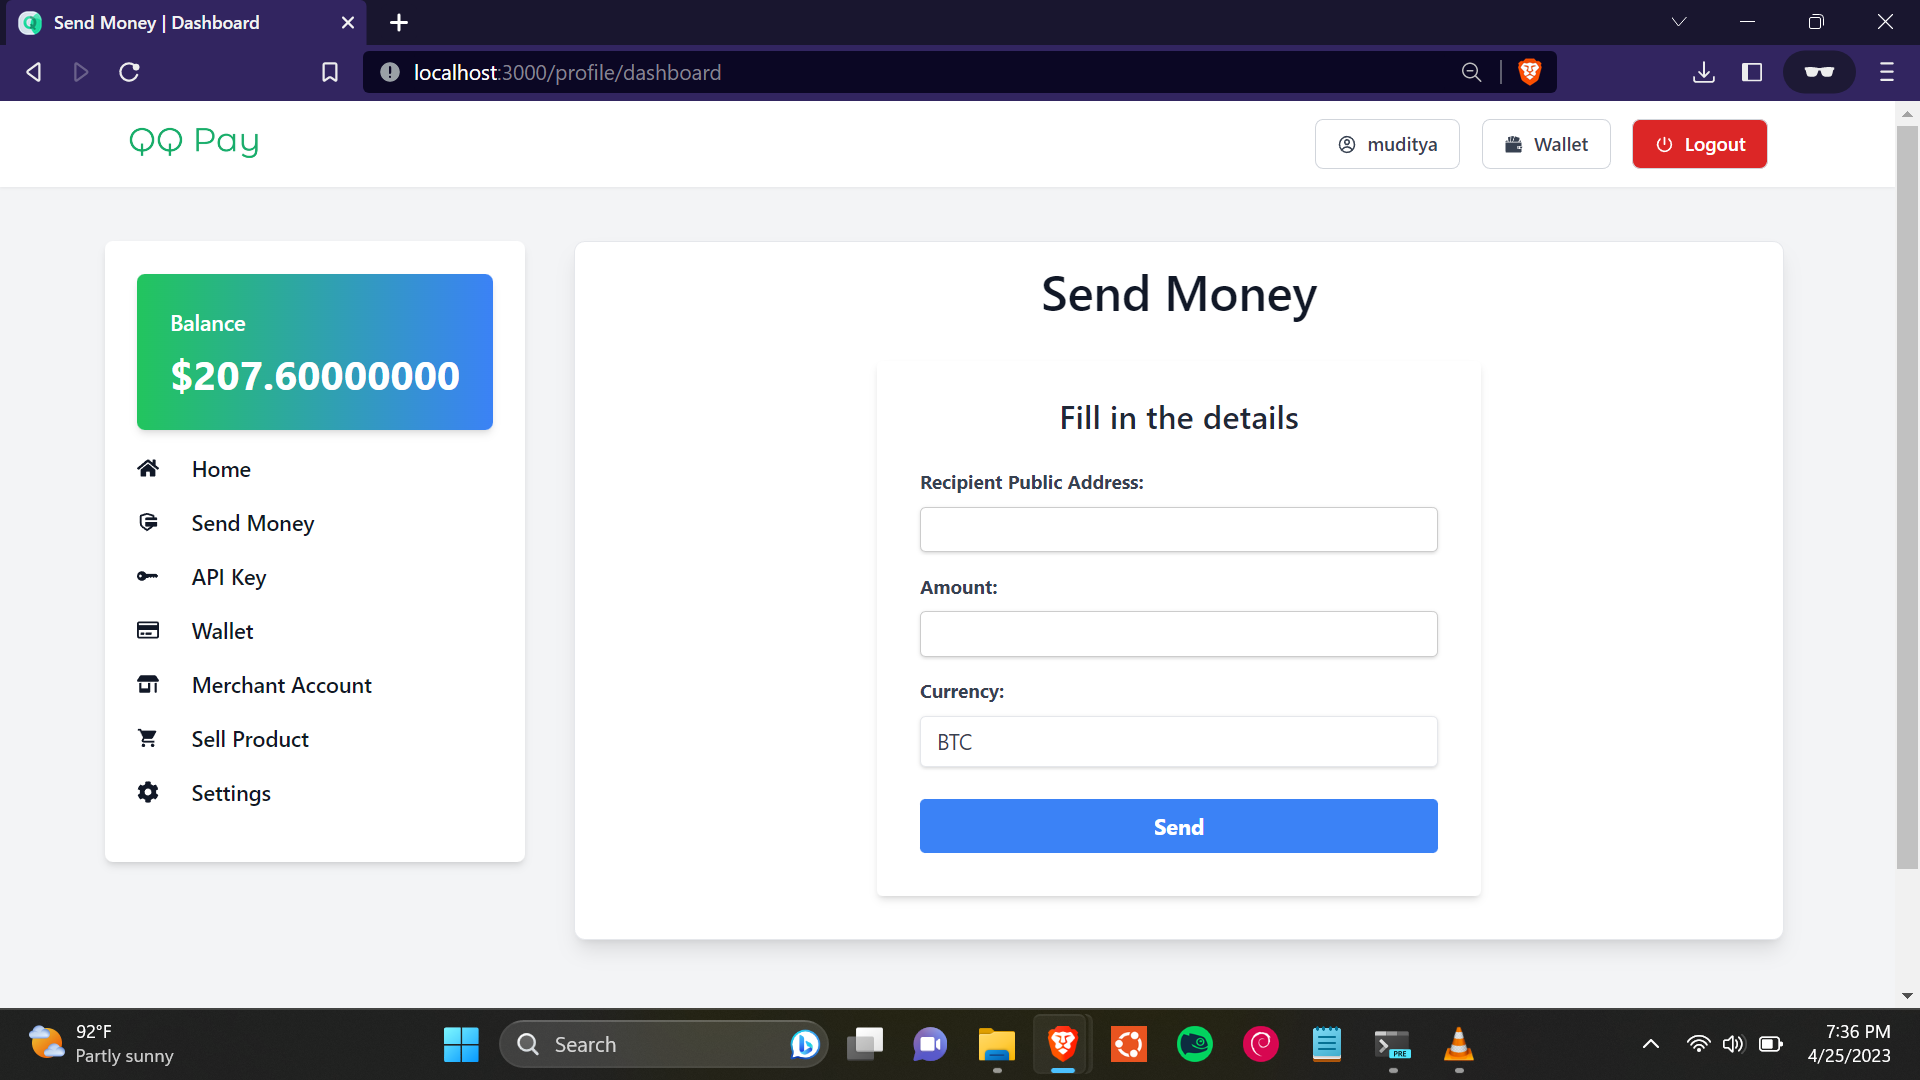 Send Money | Dashboard
localhost:3000/profile/dashboard
QQ Pay
muditya
Wallet
Logout
Balance
$207.60000000
Home
Send Money
API Key
Wallet
Merchant Account
Sell Product
Settings
Send Money
Fill in the details
Recipient Public Address:
Amount:
Currency:
BTC
Send
92°F
Partly sunny
Search
PRE
7:36 PM
4/25/2023